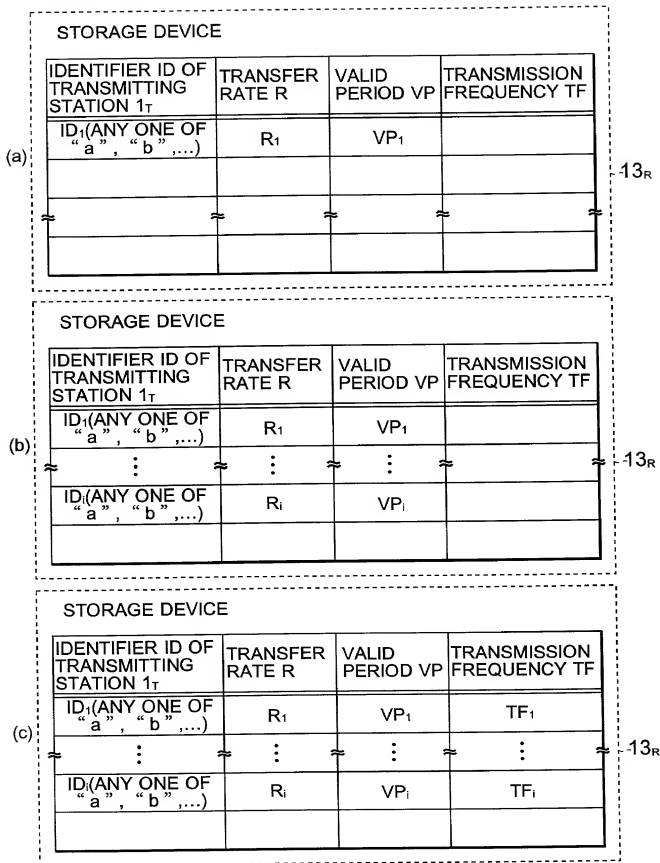 STORAGE DEVICE
IDENTIFIER ID OF
TRANSMITTING
STATION 1T
TRANSFER
RATE R
VALID
PERIOD VP
TRANSMISSION
FREQUENCY TF
ID1(ANY ONE OF
“a”, “b”,...)
R1
VP1
(a)
13R
STORAGE DEVICE
IDENTIFIER ID OF
TRANSMITTING
STATION 1T
TRANSFER
RATE R
VALID
PERIOD VP
TRANSMISSION
FREQUENCY TF
ID1(ANY ONE OF
“a”, “b”,...)
R1
VP1
(b)
13R
IDi(ANY ONE OF
“a”, “b”,...)
Ri
VPi
STORAGE DEVICE
IDENTIFIER ID OF
TRANSMITTING
STATION 1T
TRANSFER
RATE R
VALID
PERIOD VP
TRANSMISSION
FREQUENCY TF
ID1(ANY ONE OF
“a”, “b”,...)
R1
VP1
TF1
(c)
13R
IDi(ANY ONE OF
“a”, “b”,...)
Ri
VPi
TFi